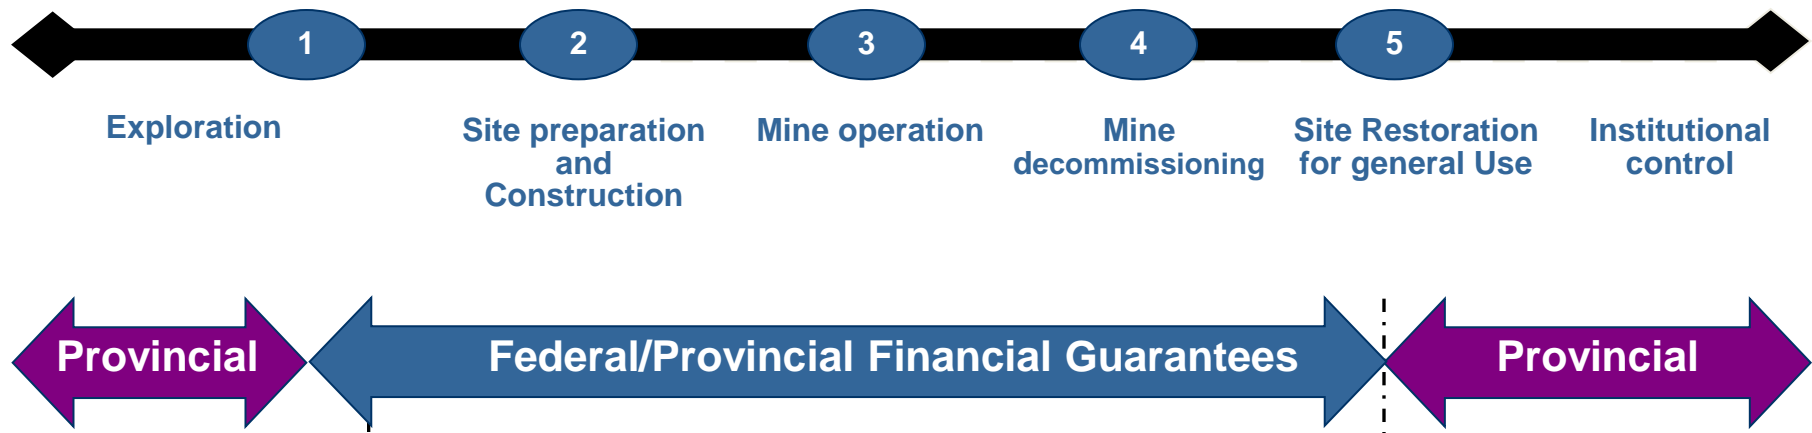 1
2
3
4
5
Exploration
Site preparation
and
Construction
Mine operation
Mine
decommissioning
Site Restoration
for general Use
Institutional
control
Provincial
Federal/Provincial Financial Guarantees
Provincial